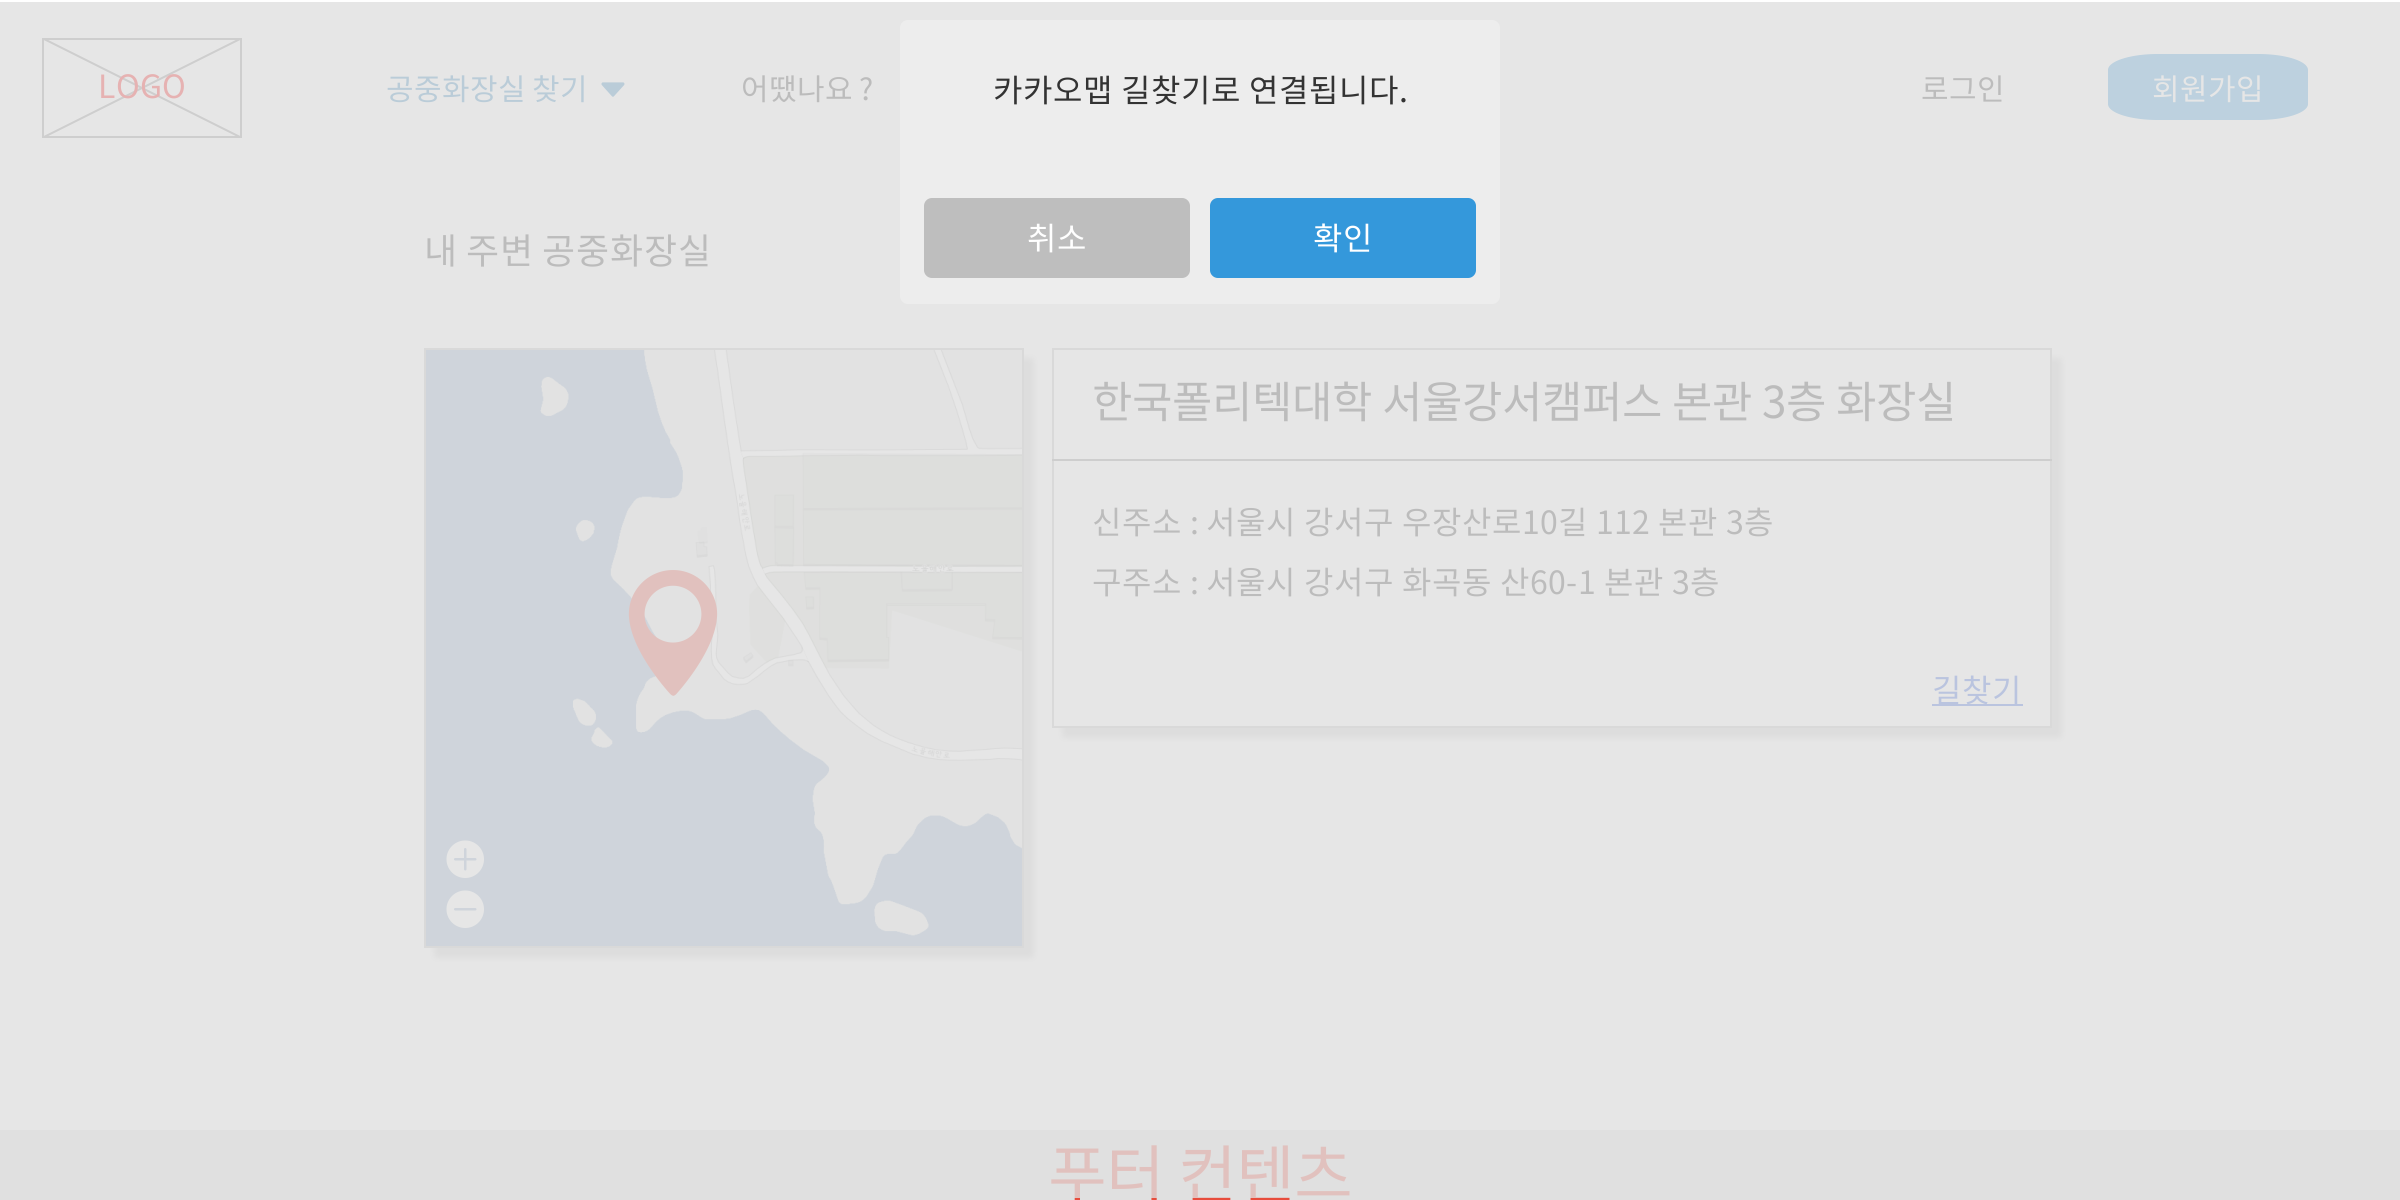 LOGO
공중화장실 찾기
어땠나요 ?
카카오맵 길찾기로 연결됩니다.
로그인
회원가입
취소
확인
내 주변 공중화장실
한국폴리텍대학 서울강서캠퍼스 본관 3층 화장실
신주소 : 서울시 강서구 우장산로10길 112 본관 3층
구주소 : 서울시 강서구 화곡동 산60-1 본관 3층
길찾기
푸터 컨텐츠